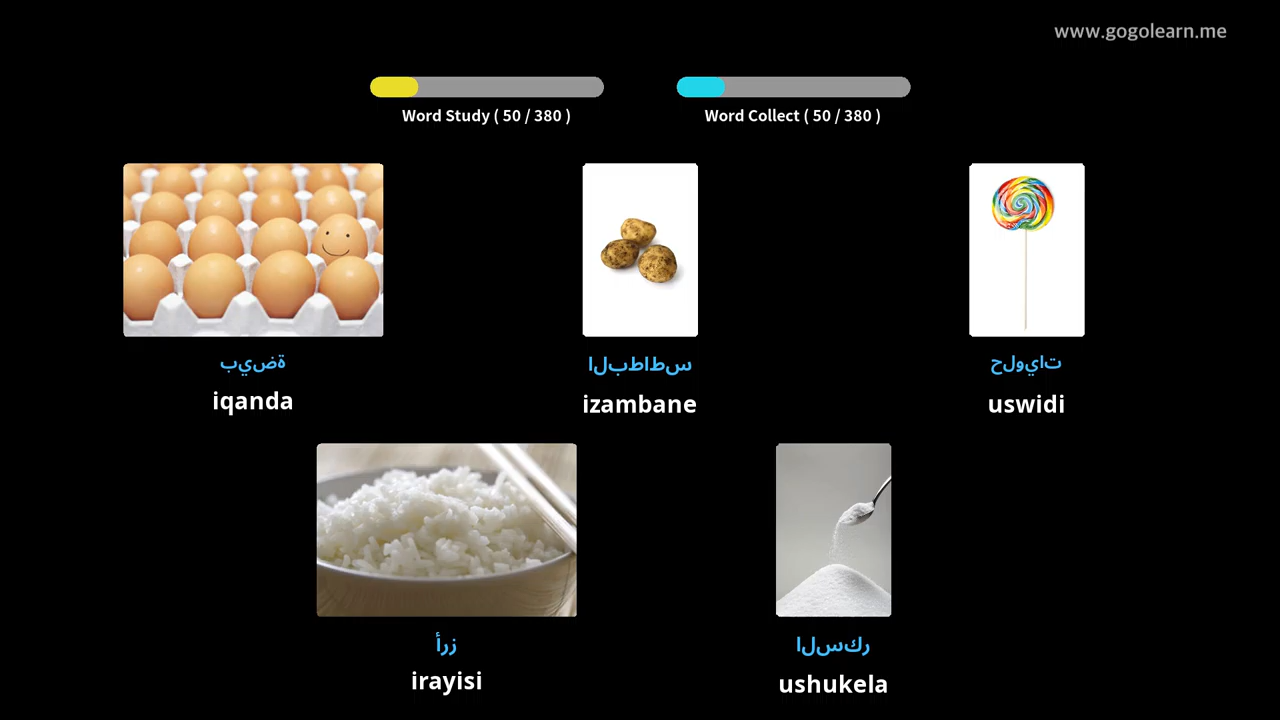 www.gogolearn.me
Word Study ( 50 / 380 )
Word Collect ( 50 / 380 )
بيضة
iqanda
البطاطس
izambane
حلويات
uswidi
أرز
irayisi
السكر
ushukela